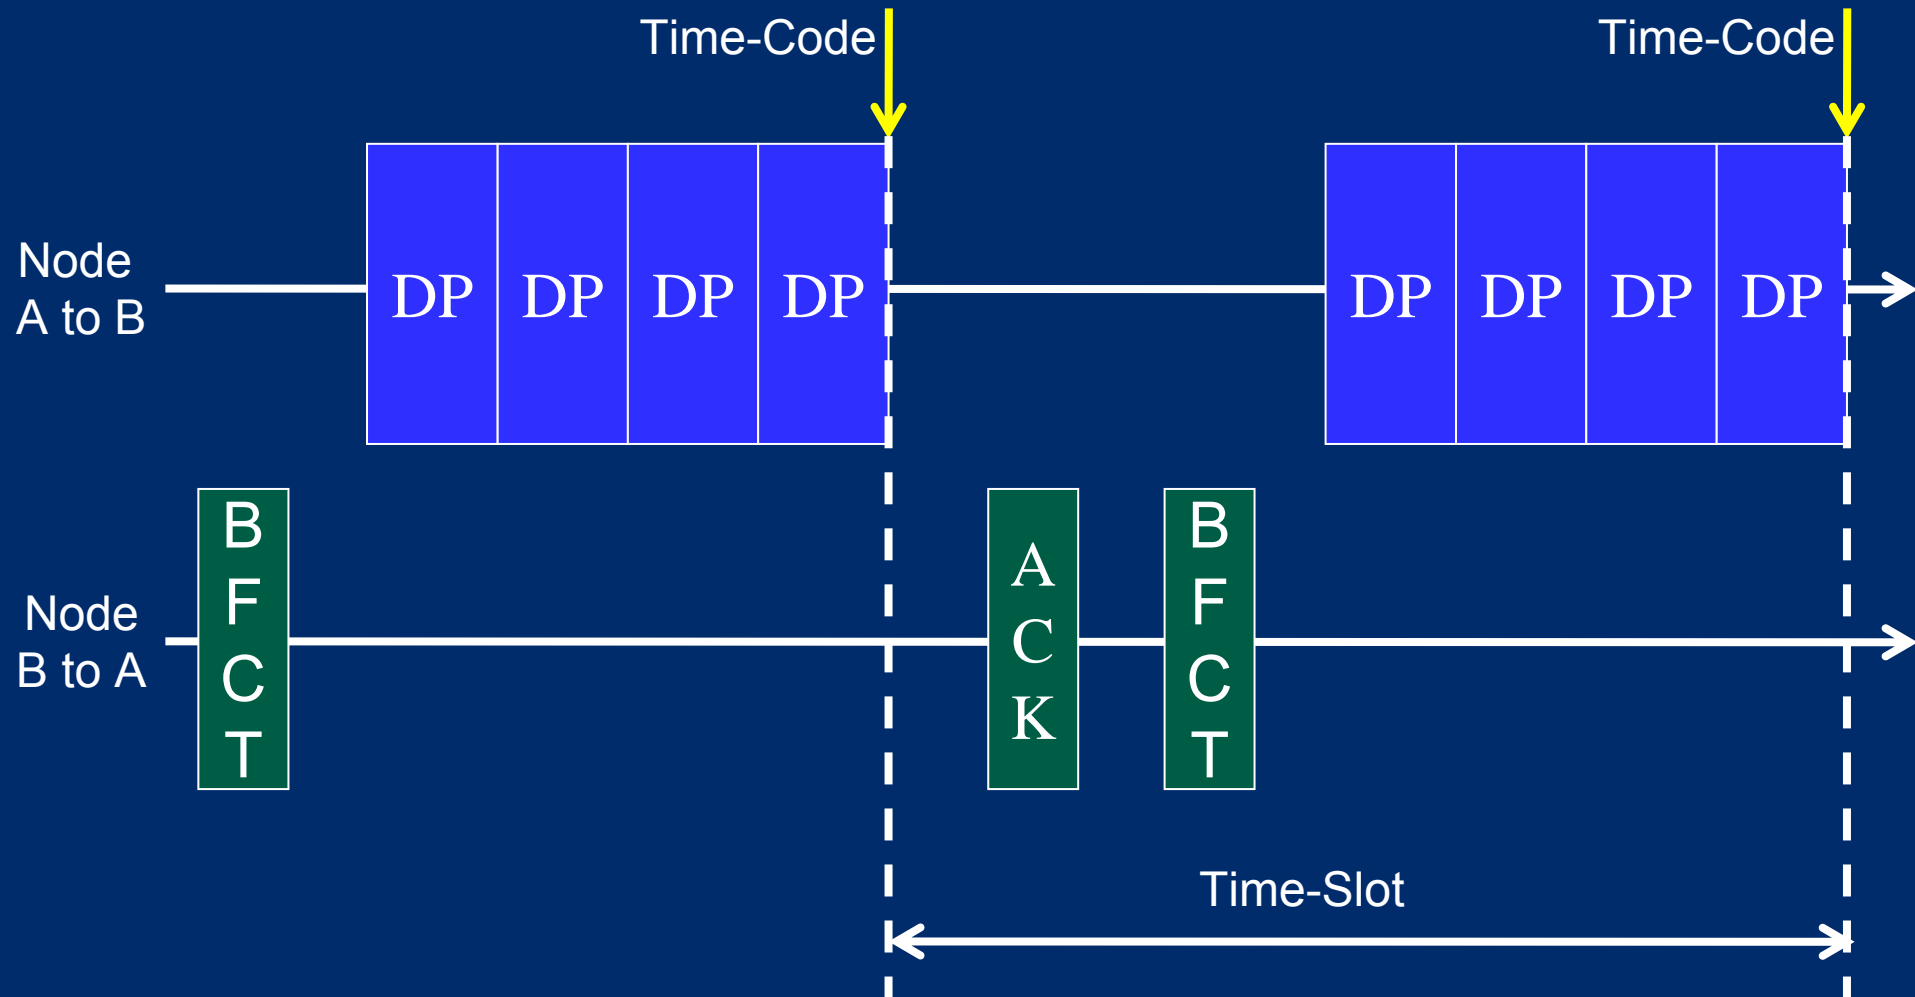 Time-Code
Time-Code
Node
A to B
DP
DP
DP
DP
DP
DP
DP
DP
Node
B to A
B
F
C
T
A
C
K
B
F
C
T
Time-Slot